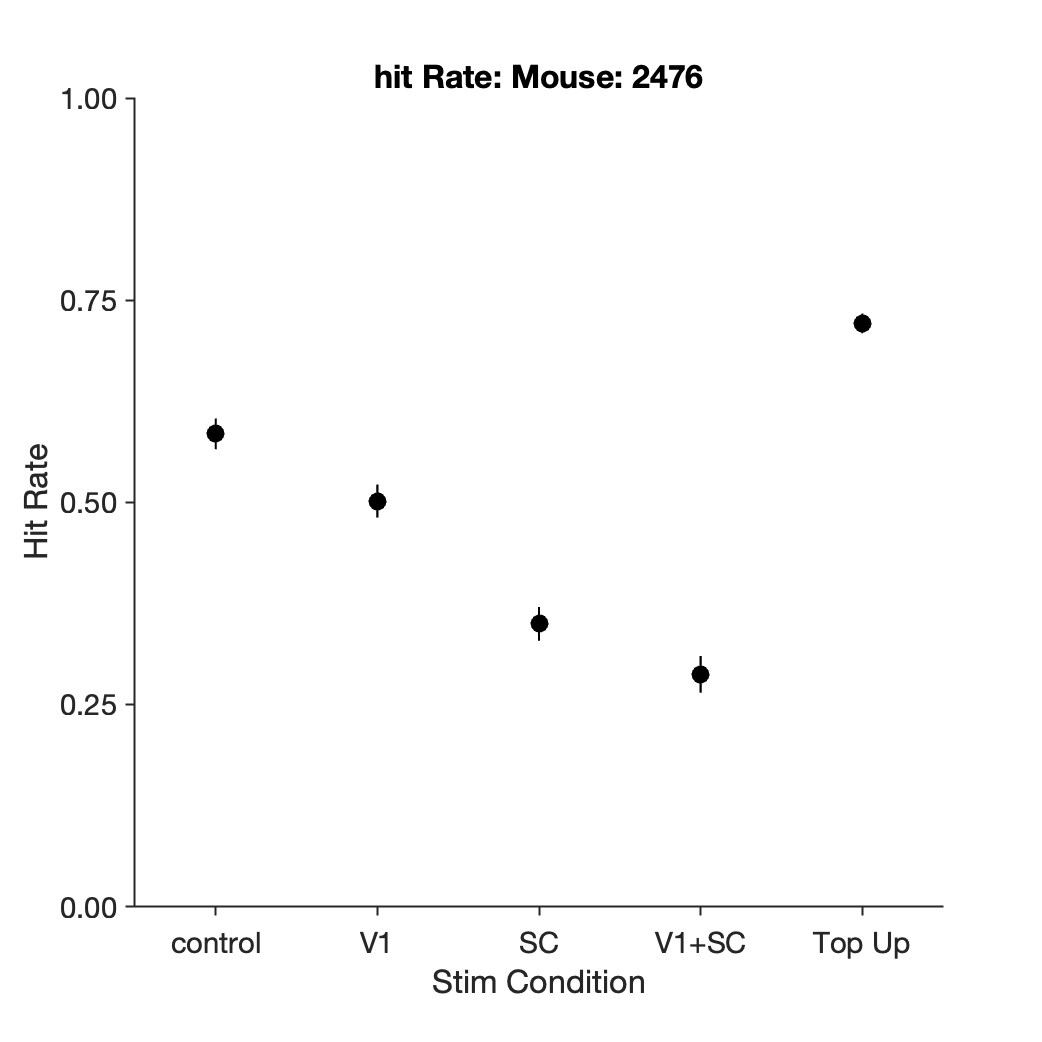 hit Rate: Mouse: 2476
1.00
0.75
0.50
0.25
0.00
Hit Rate
control V1 SC V1+SC Top Up
Stim Condition